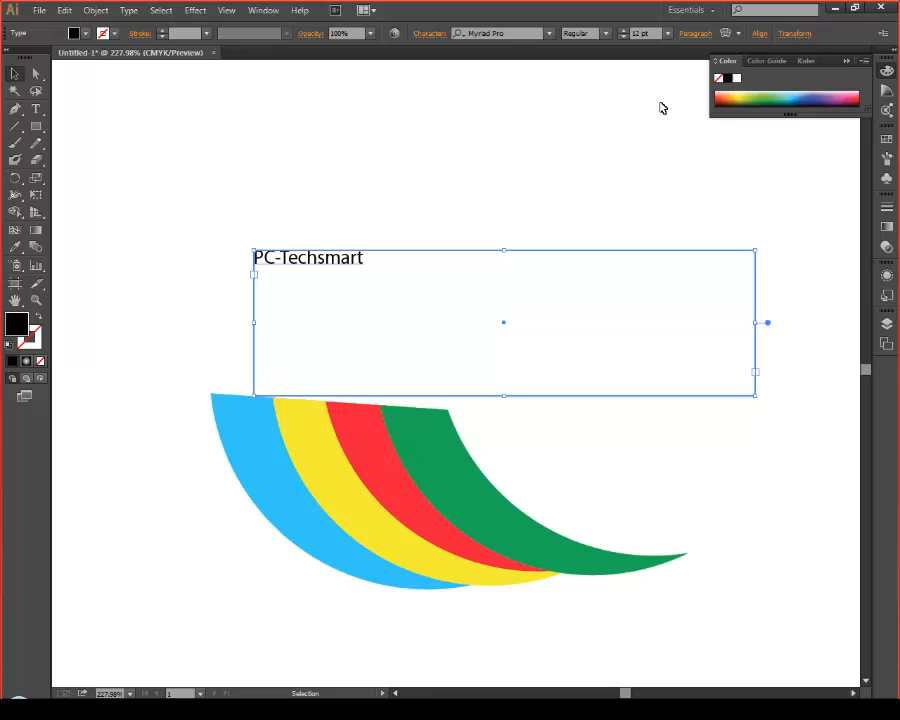 Ai File Edit Object Type Select Effect View Window Help Br Essentials
Type Stroke: Opacity: 100% Characters: Myriad Pro Regular 12 pt Paragraph Align Transform
Untitled-1* @ 227.98% (CMYK/Preview) ×
Color Color Guide Kuler
PC-Techsmart
227.98% 1 Selection